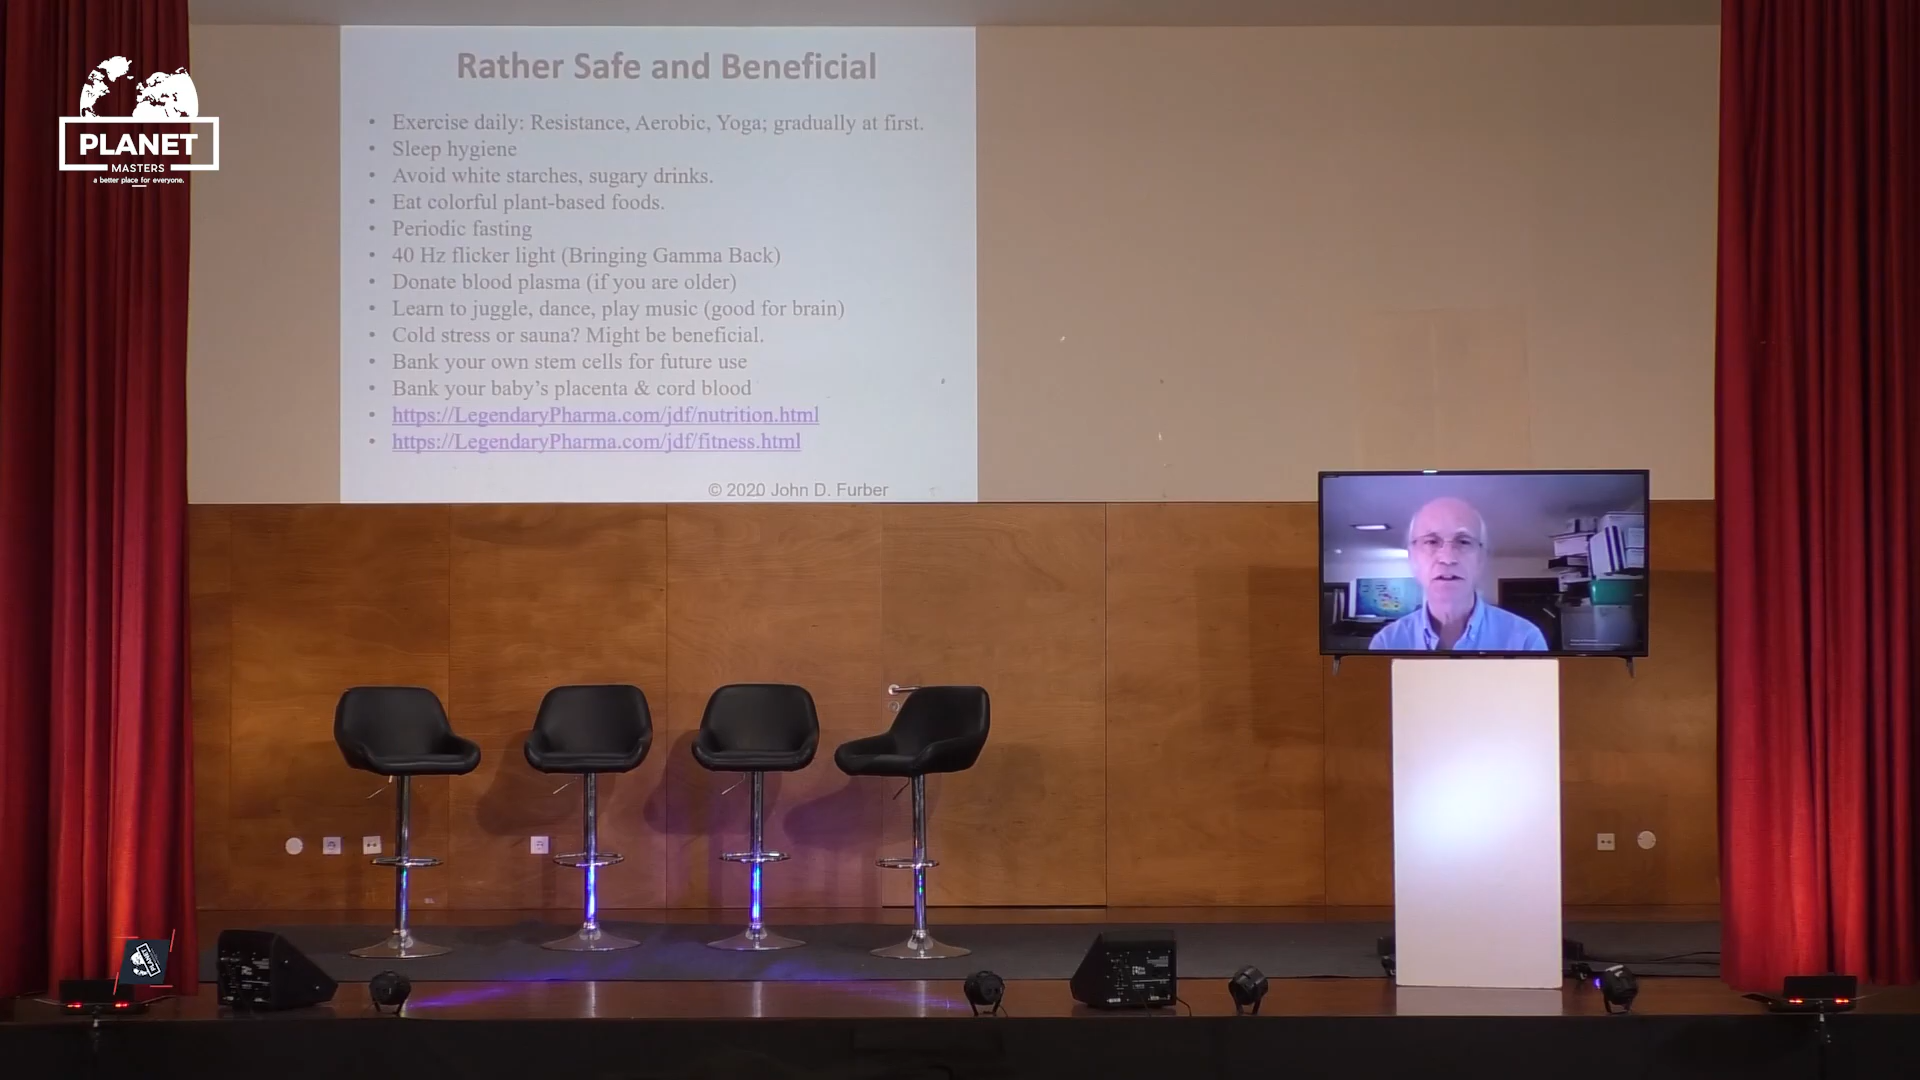 PLANET
MASTERS
a better place for everyone.
Rather Safe and Beneficial
• Exercise daily: Resistance, Aerobic, Yoga; gradually at first.
• Sleep hygiene
• Avoid white starches, sugary drinks.
• Eat colorful plant-based foods.
• Periodic fasting
• 40 Hz flicker light (Bringing Gamma Back)
• Donate blood plasma (if you are older)
• Learn to juggle, dance, play music (good for brain)
• Cold stress or sauna? Might be beneficial.
• Bank your own stem cells for future use
• Bank your baby’s placenta & cord blood
• https://LegendaryPharma.com/jdf/nutrition.html
• https://LegendaryPharma.com/jdf/fitness.html
© 2020 John D. Furber